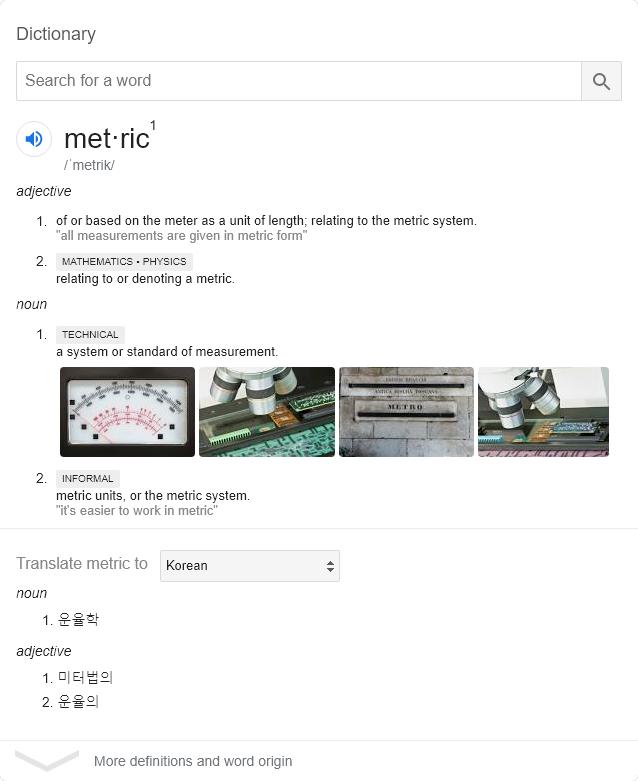 Dictionary
Search for a word
met·ric1
/ˈmetrik/
adjective
1. of or based on the meter as a unit of length; relating to the metric system.
"all measurements are given in metric form"
2. MATHEMATICS • PHYSICS
relating to or denoting a metric.
noun
1. TECHNICAL
a system or standard of measurement.
METRO
2. INFORMAL
metric units, or the metric system.
"it's easier to work in metric"
Translate metric to Korean
noun
1. 운율학
adjective
1. 미터법의
2. 운율의
More definitions and word origin